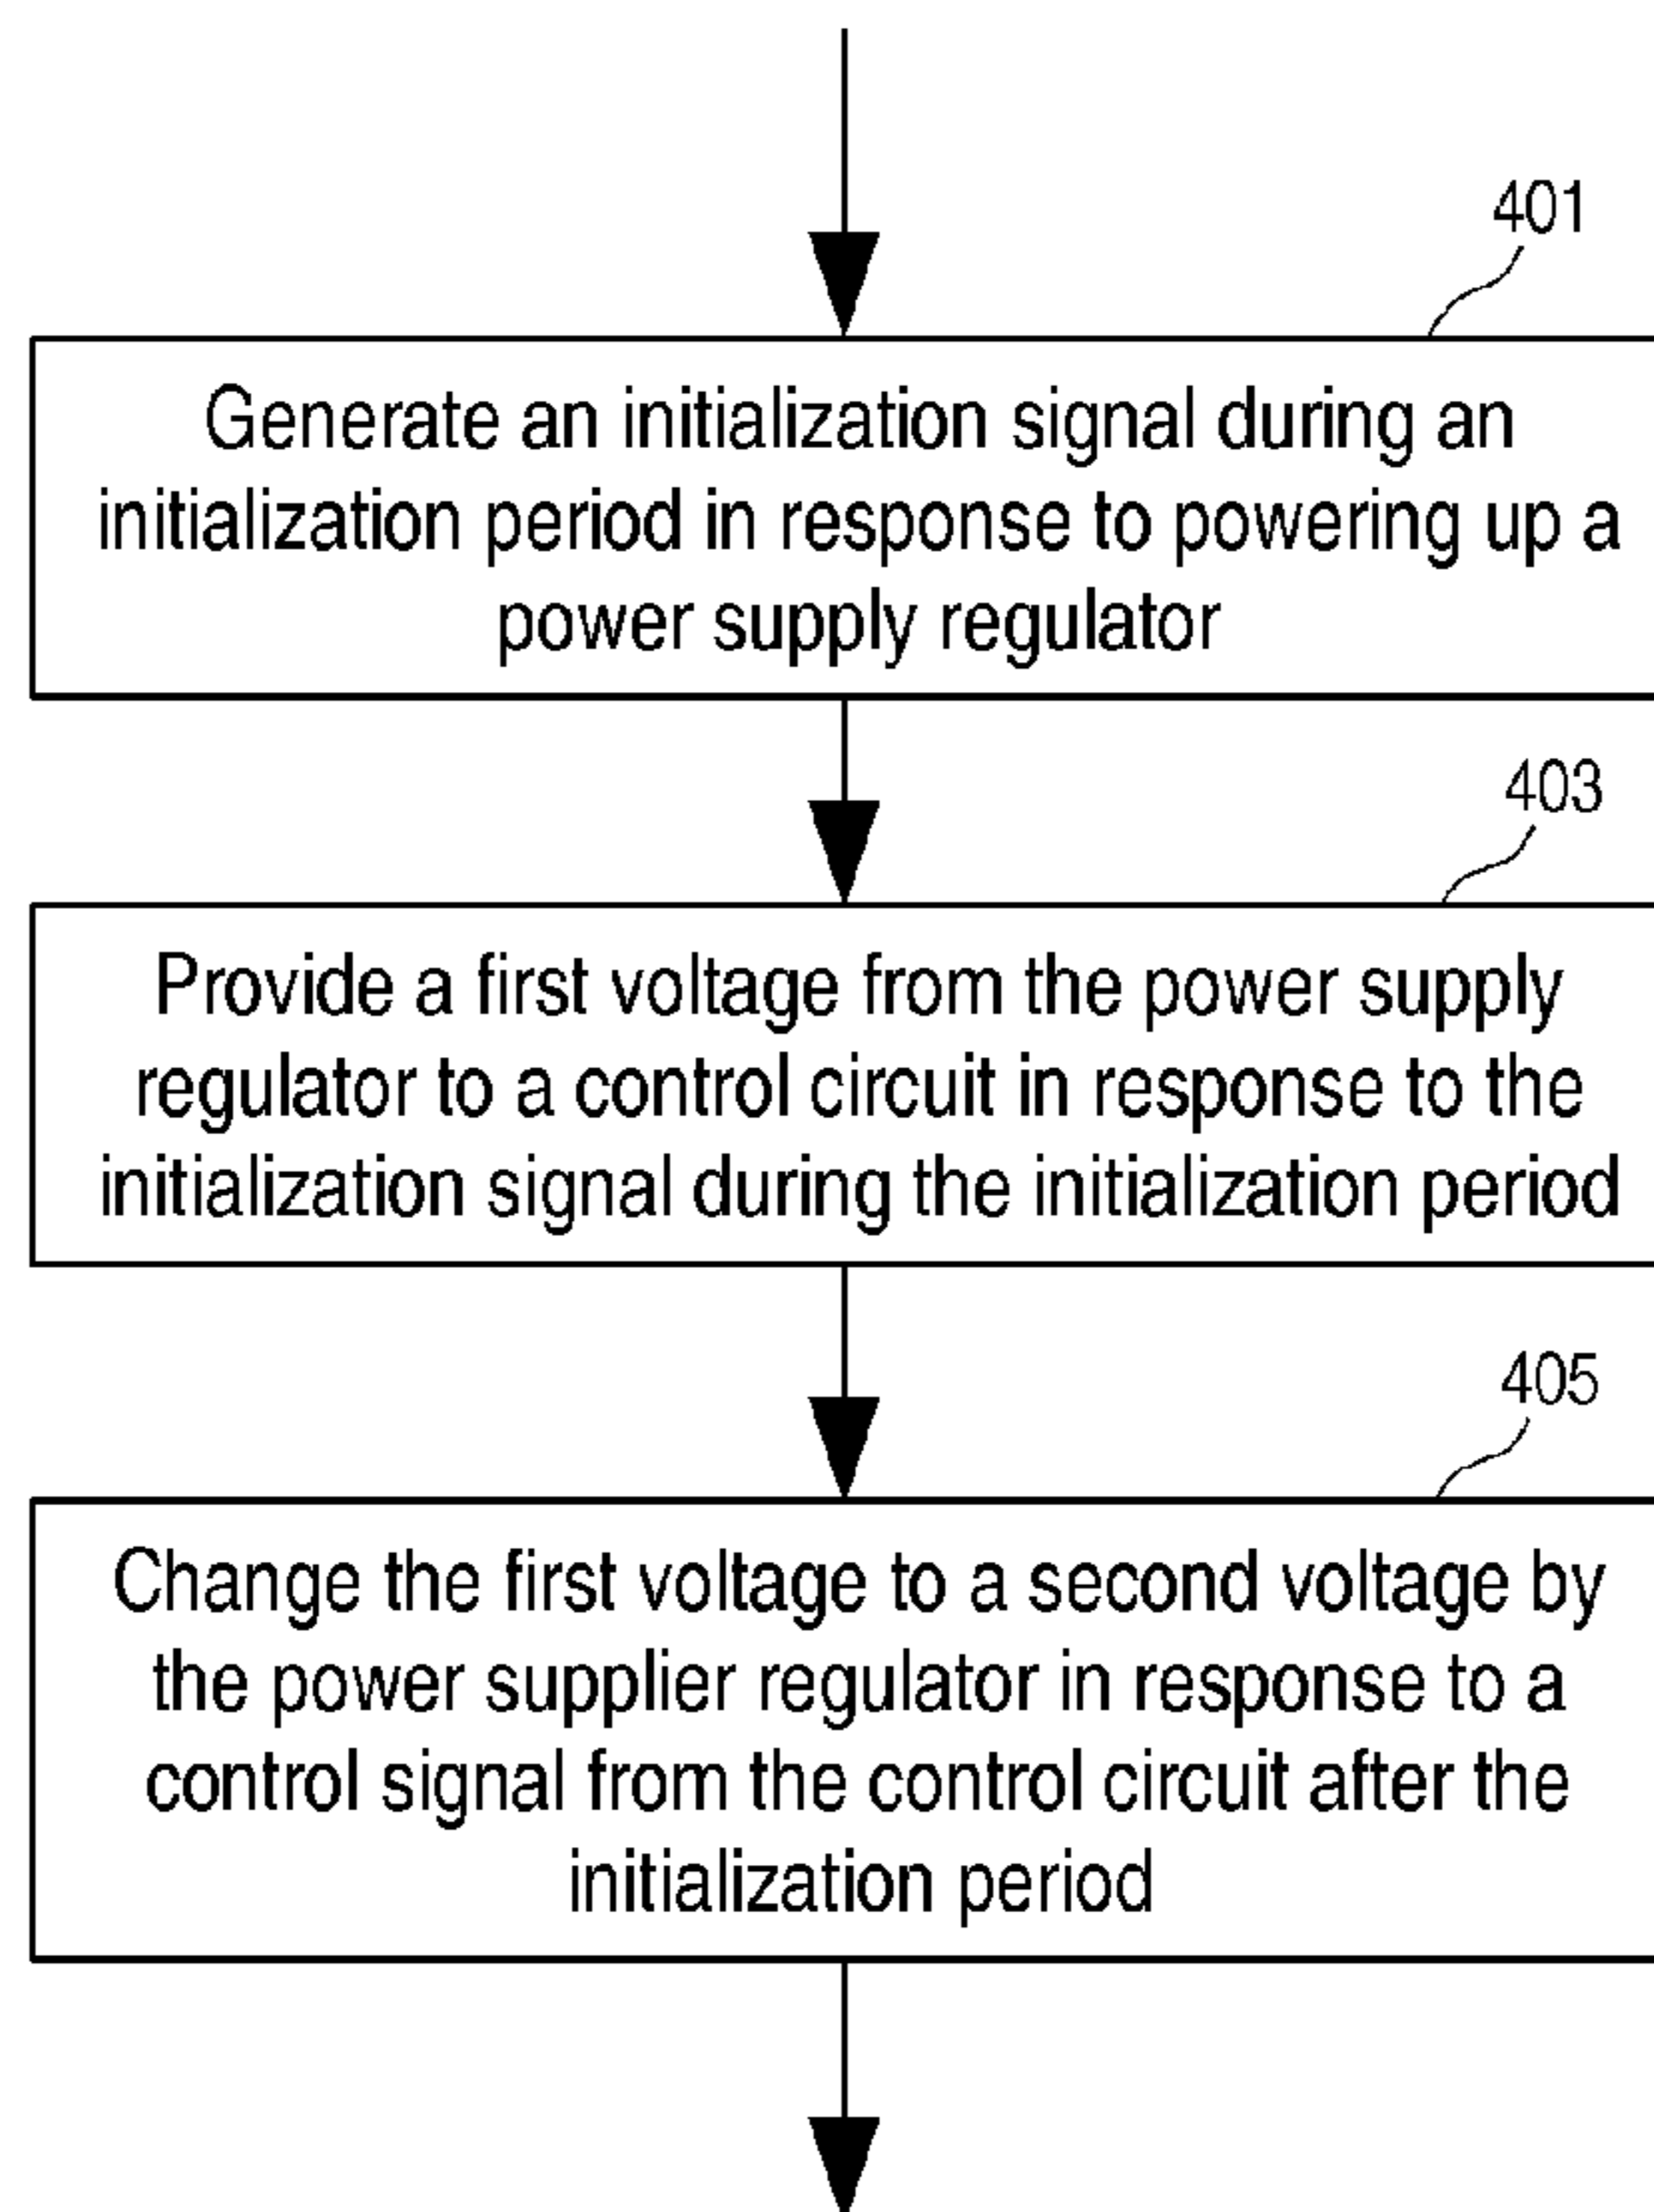 401
Generate an initialization signal during an
initialization period in response to powering up a
power supply regulator
403
Provide a first voltage from the power supply
regulator to a control circuit in response to the
initialization signal during the initialization period
405
Change the first voltage to a second voltage by
the power supplier regulator in response to a
control signal from the control circuit after the
initialization period